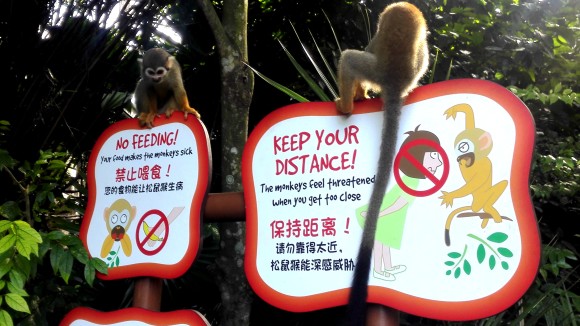 NO FEEDING!
Your food makes the monkeys sick
禁止喂食！
您的食物能让松鼠猴生病
KEEP YOUR
DISTANCE!
The monkeys feel threatened
when you get too close
保持距离！
请勿靠得太近，
松鼠猴能深感威胁